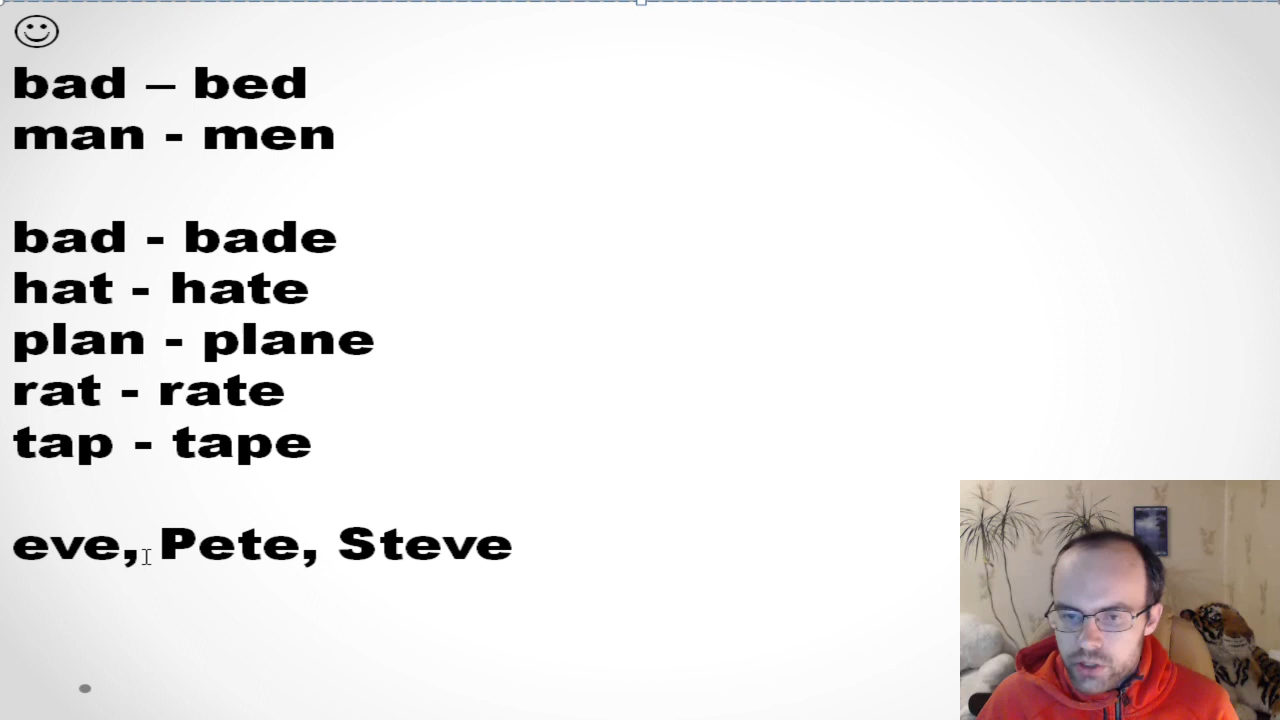 bad – bed
man - men
bad - bade
hat - hate
plan - plane
rat - rate
tap - tape
eve, Pete, Steve